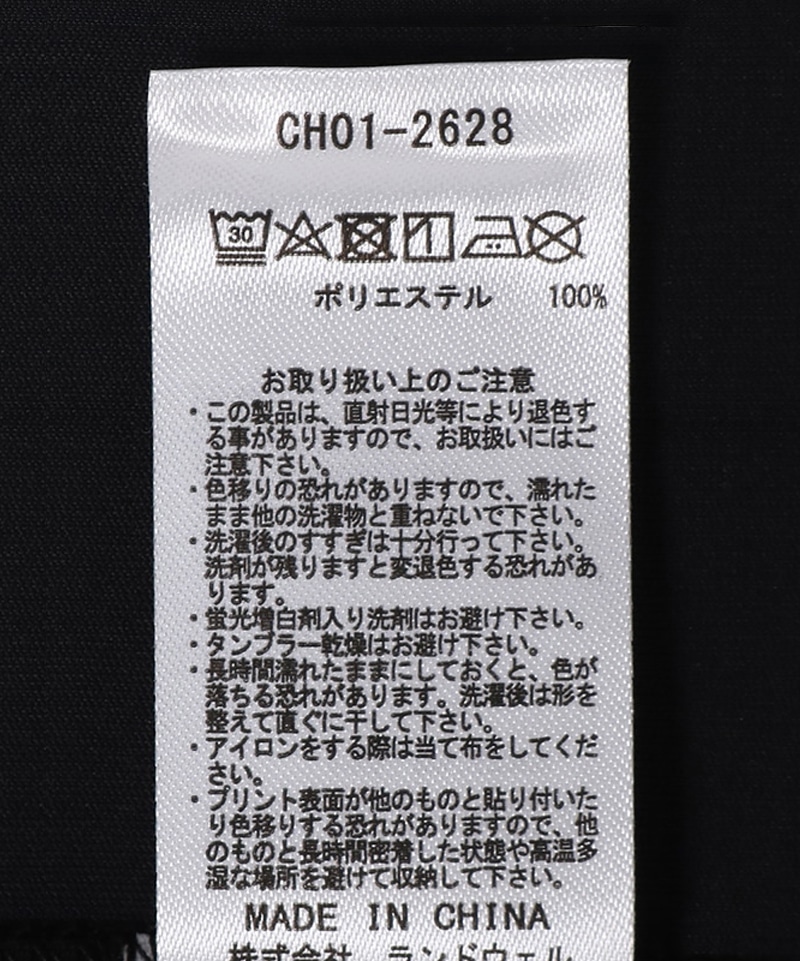 CH01-2628
30
ポリエステル 100%
お取り扱い上のご注意
・この製品は、直射日光等により退色す
る事がありますので、お取扱いにはご
注意下さい。
・色移りの恐れがありますので、濡れた
まま他の洗濯物と重ねないで下さい。
・洗濯後のすすぎは十分行って下さい。
洗剤が残りますと変退色する恐れがあ
ります。
・蛍光増白剤入り洗剤はお避け下さい。
・タンブラー乾燥はお避け下さい。
・長時間濡れたままにしておくと、色が
落ちる恐れがあります。洗濯後は形を
整えて直ぐに干して下さい。
・アイロンをする際は当て布をしてくだ
さい。
・プリント表面が他のものと貼り付いた
り色移りする恐れがありますので、他
のものと長時間密着した状態や高温多
湿な場所を避けて収納して下さい。
MADE IN CHINA
株式会社 ランドウェル